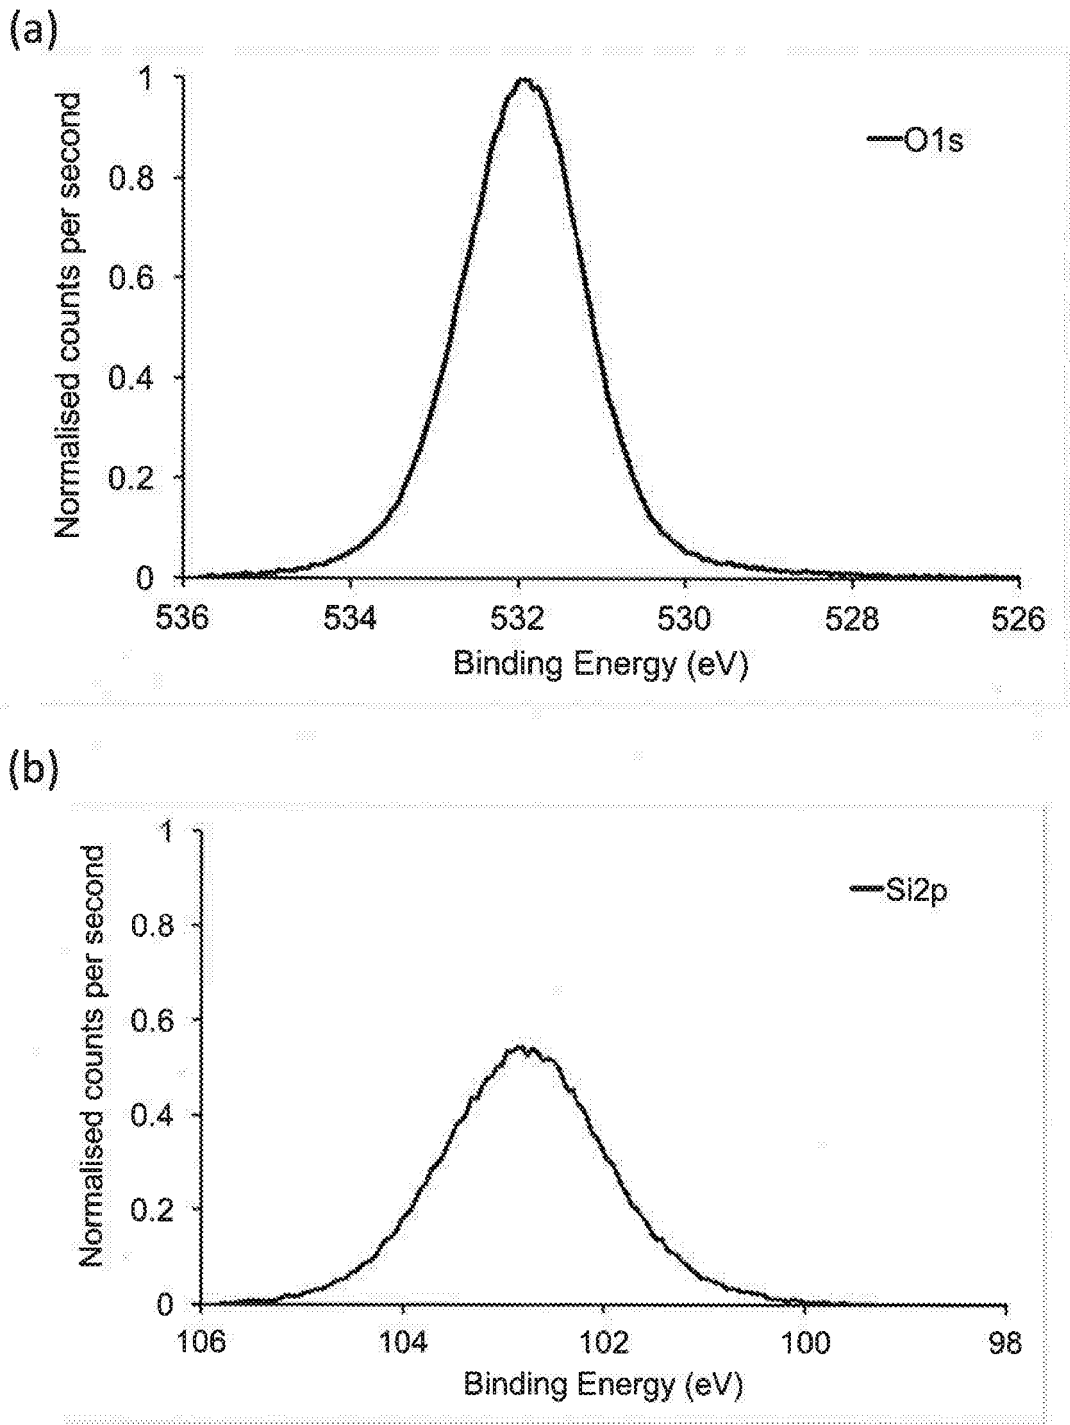 (a)
1
0.8
0.6
0.4
0.2
0
Normalised counts per second
O1s
536 534 532 530 528 526
Binding Energy (eV)
(b)
1
0.8
0.6
0.4
0.2
0
Normalised counts per second
Si2p
106 104 102 100 98
Binding Energy (eV)